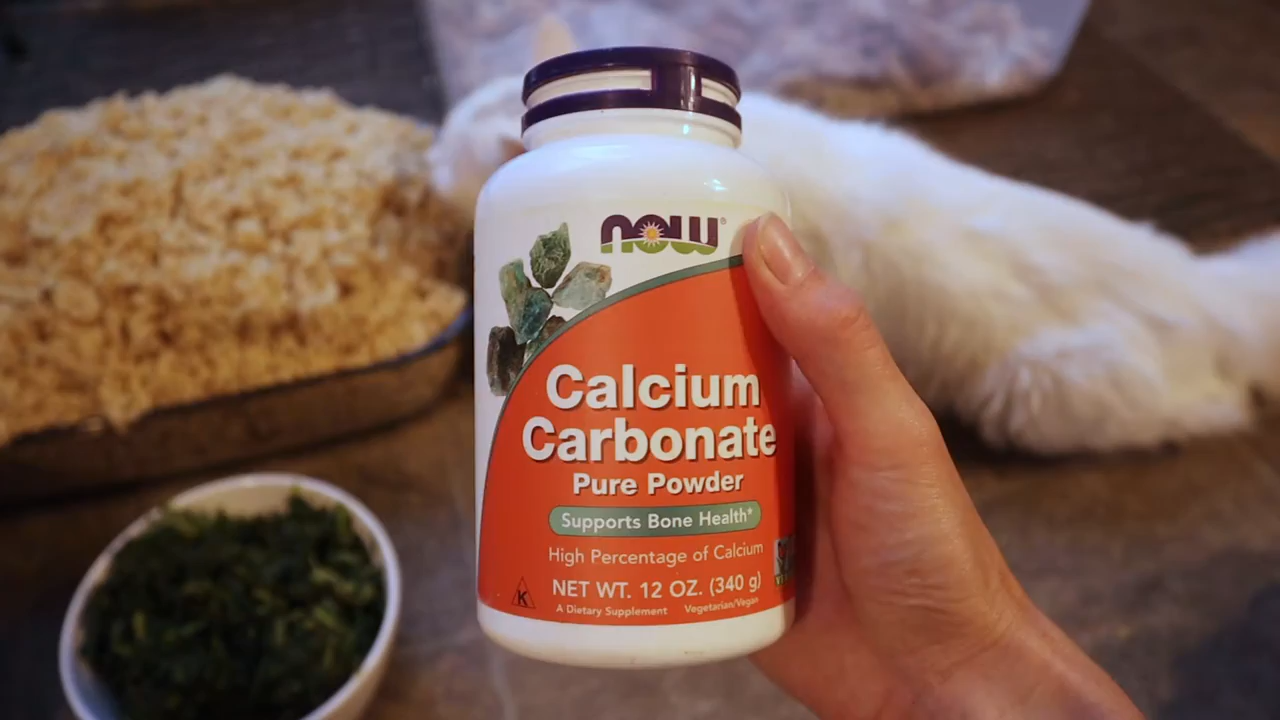 NOW®
Calcium
Carbonate
Pure Powder
Supports Bone Health*
High Percentage of Calcium
NET WT. 12 OZ. (340 g)
K
A Dietary Supplement Vegetarian/Vegan